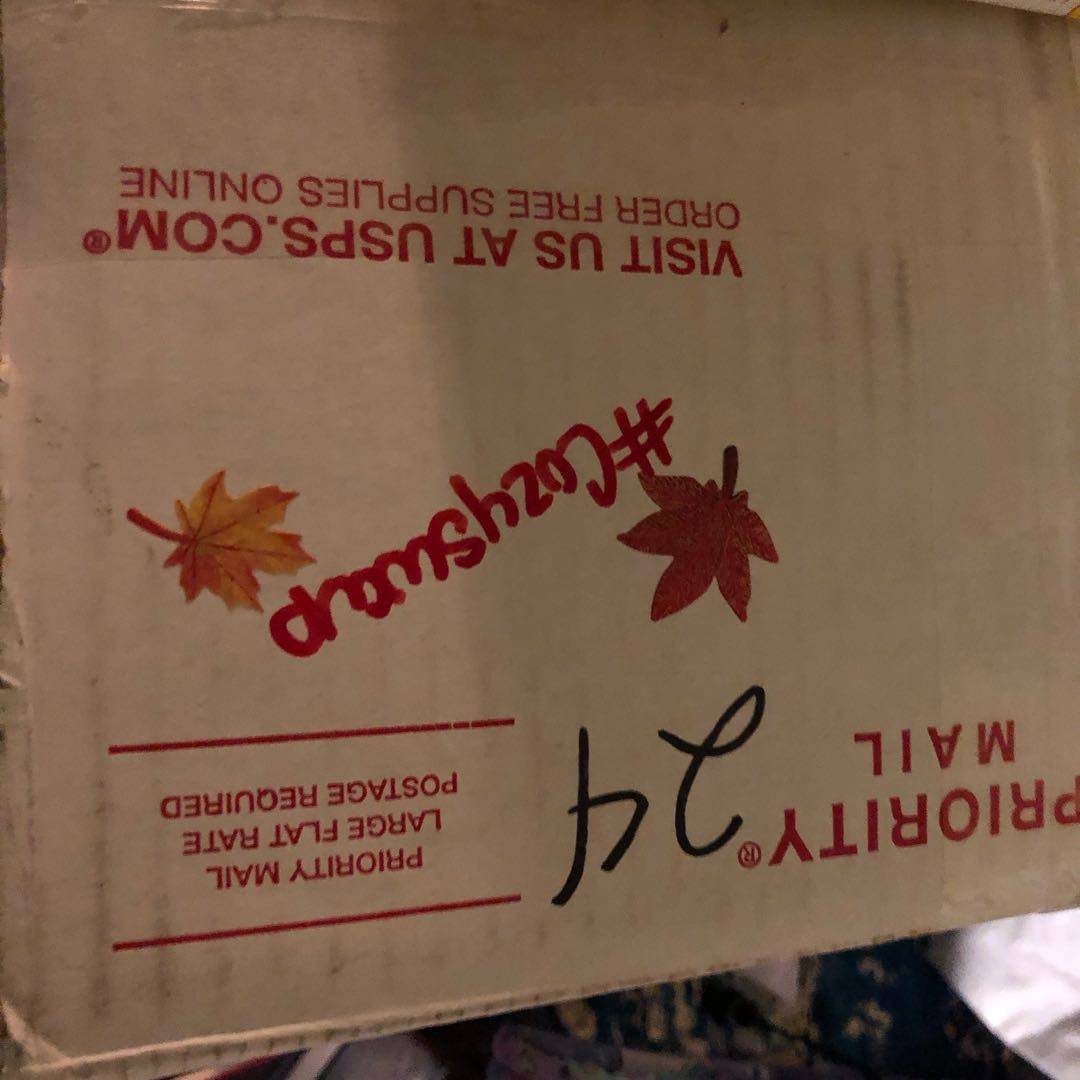 PRIORITY®
MAIL
24
PRIORITY MAIL
LARGE FLAT RATE
POSTAGE REQUIRED
#Cozyswap
VISIT US AT USPS.COM®
ORDER FREE SUPPLIES ONLINE